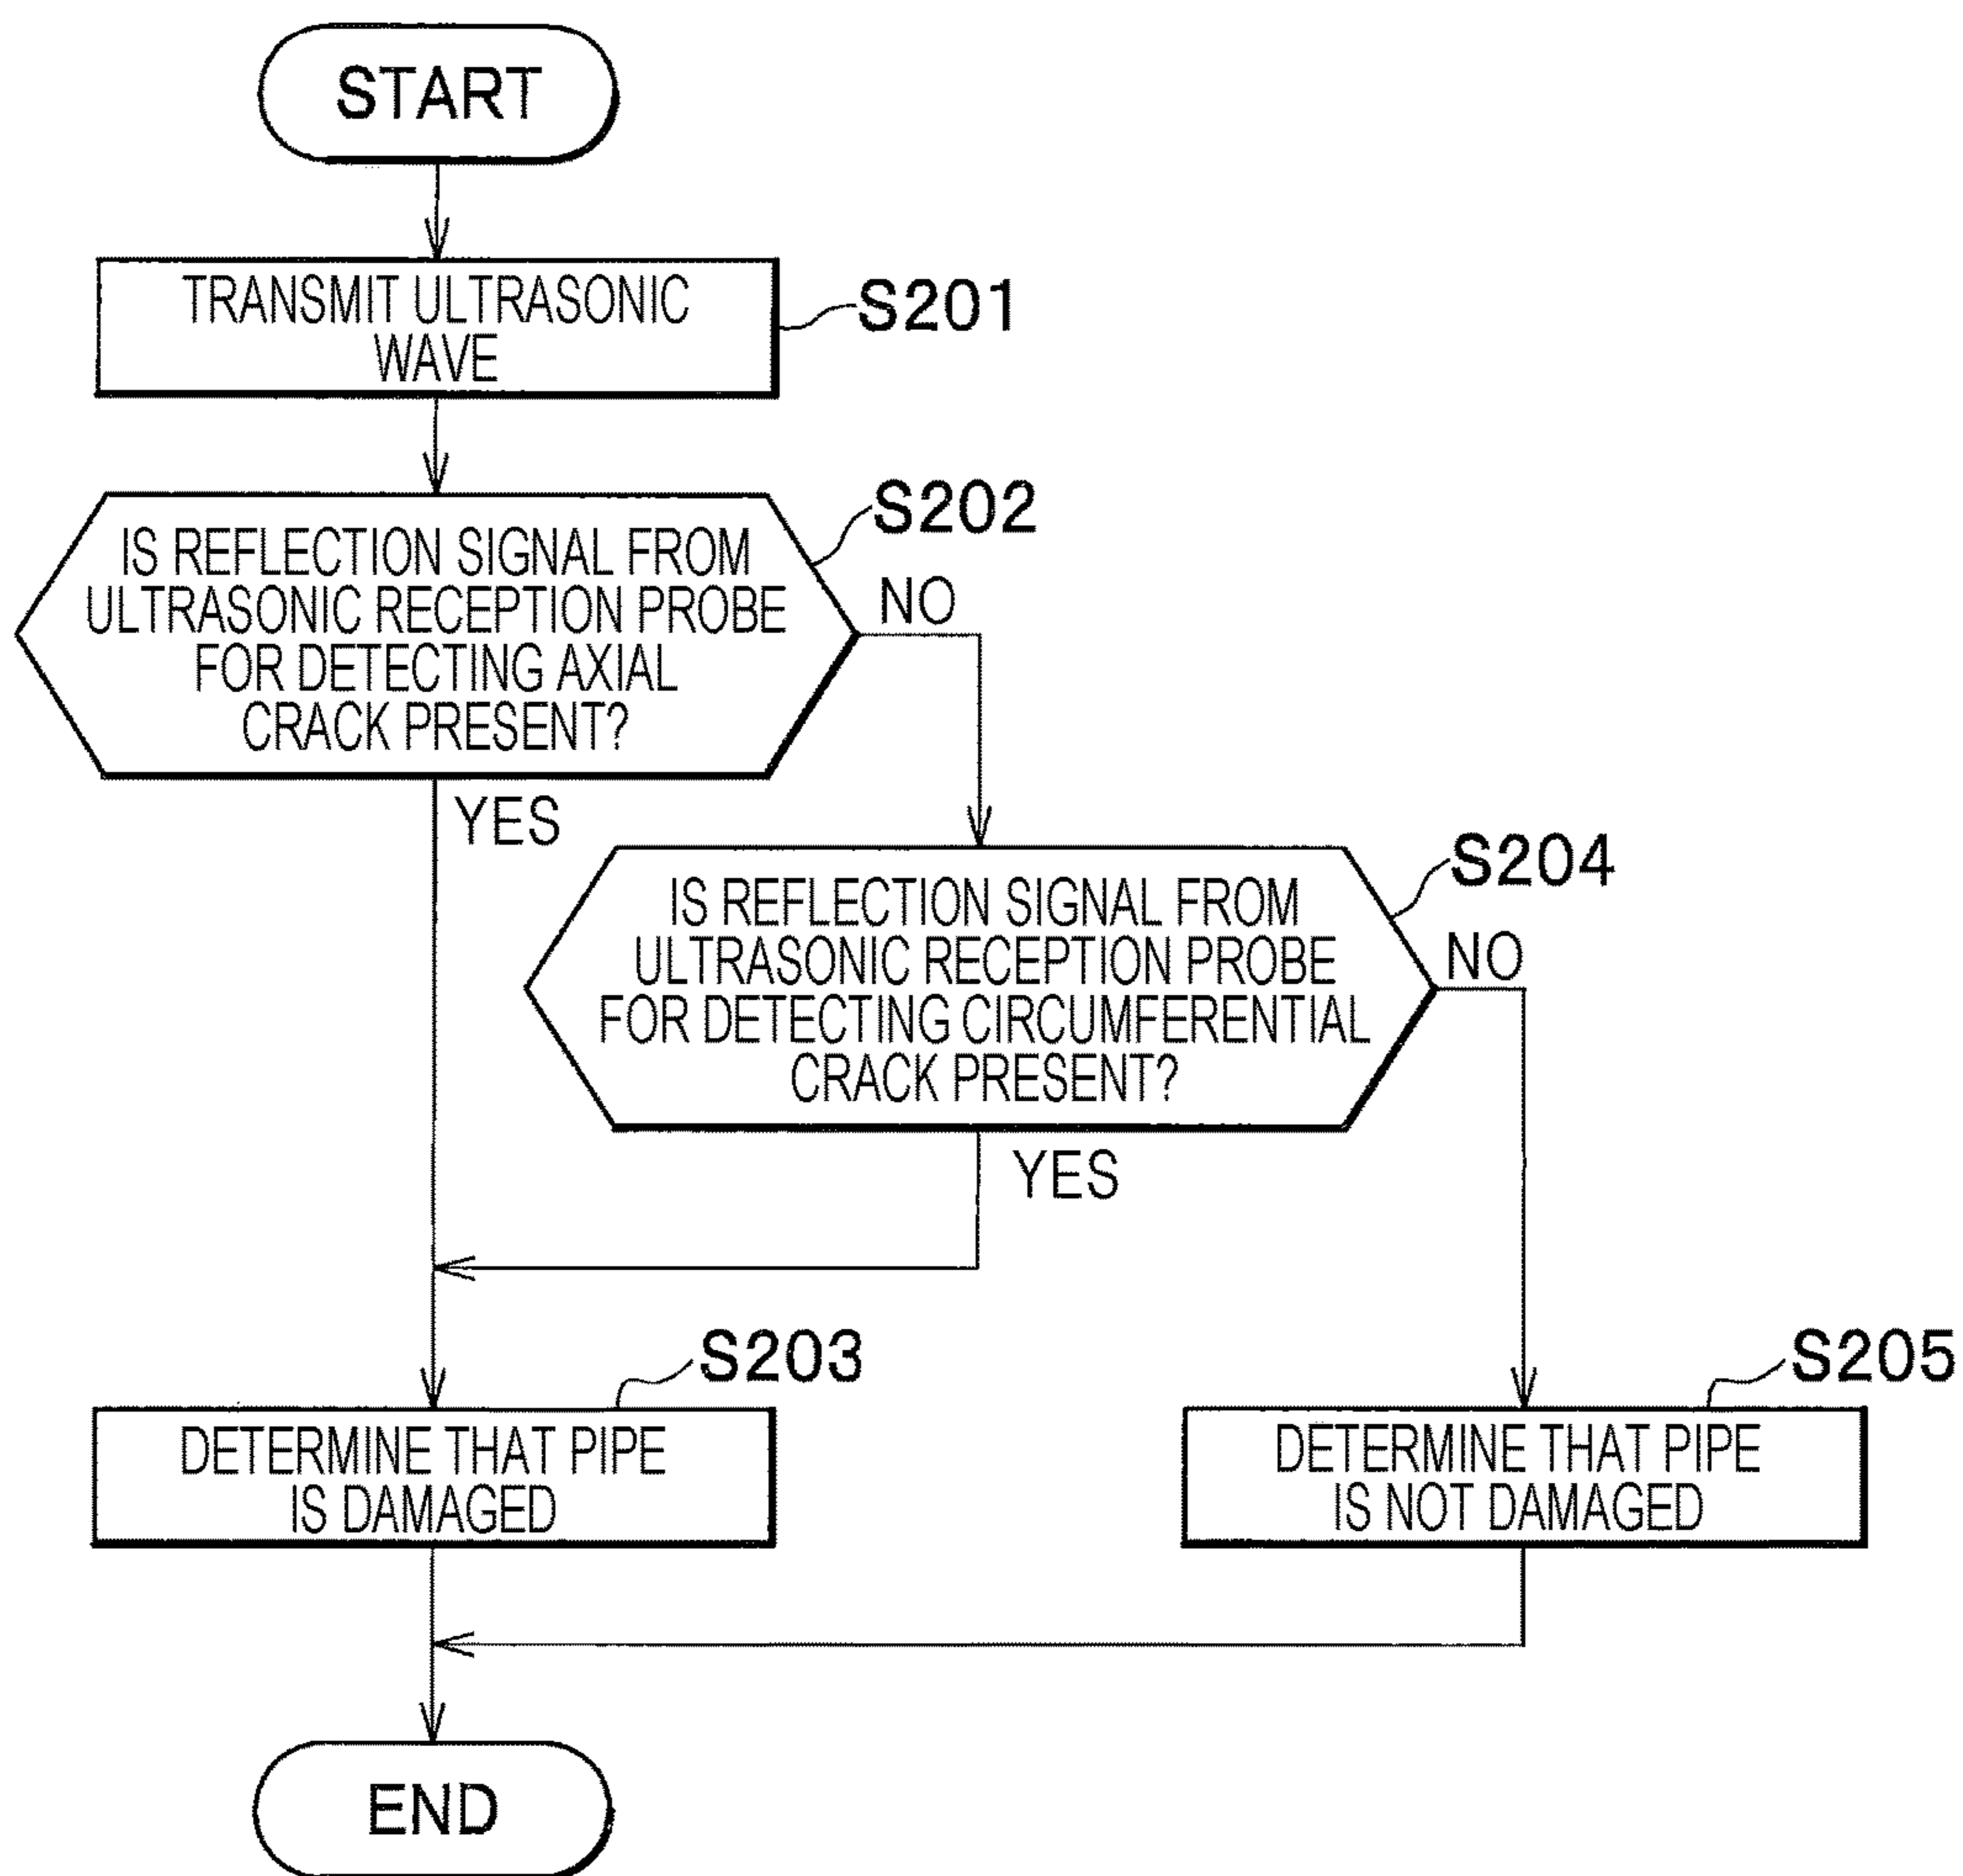 START
TRANSMIT ULTRASONIC
WAVE
S201
IS REFLECTION SIGNAL FROM
ULTRASONIC RECEPTION PROBE
FOR DETECTING AXIAL
CRACK PRESENT?
S202
NO
YES
IS REFLECTION SIGNAL FROM
ULTRASONIC RECEPTION PROBE
FOR DETECTING CIRCUMFERENTIAL
CRACK PRESENT?
S204
NO
YES
S203
DETERMINE THAT PIPE
IS DAMAGED
S205
DETERMINE THAT PIPE
IS NOT DAMAGED
END